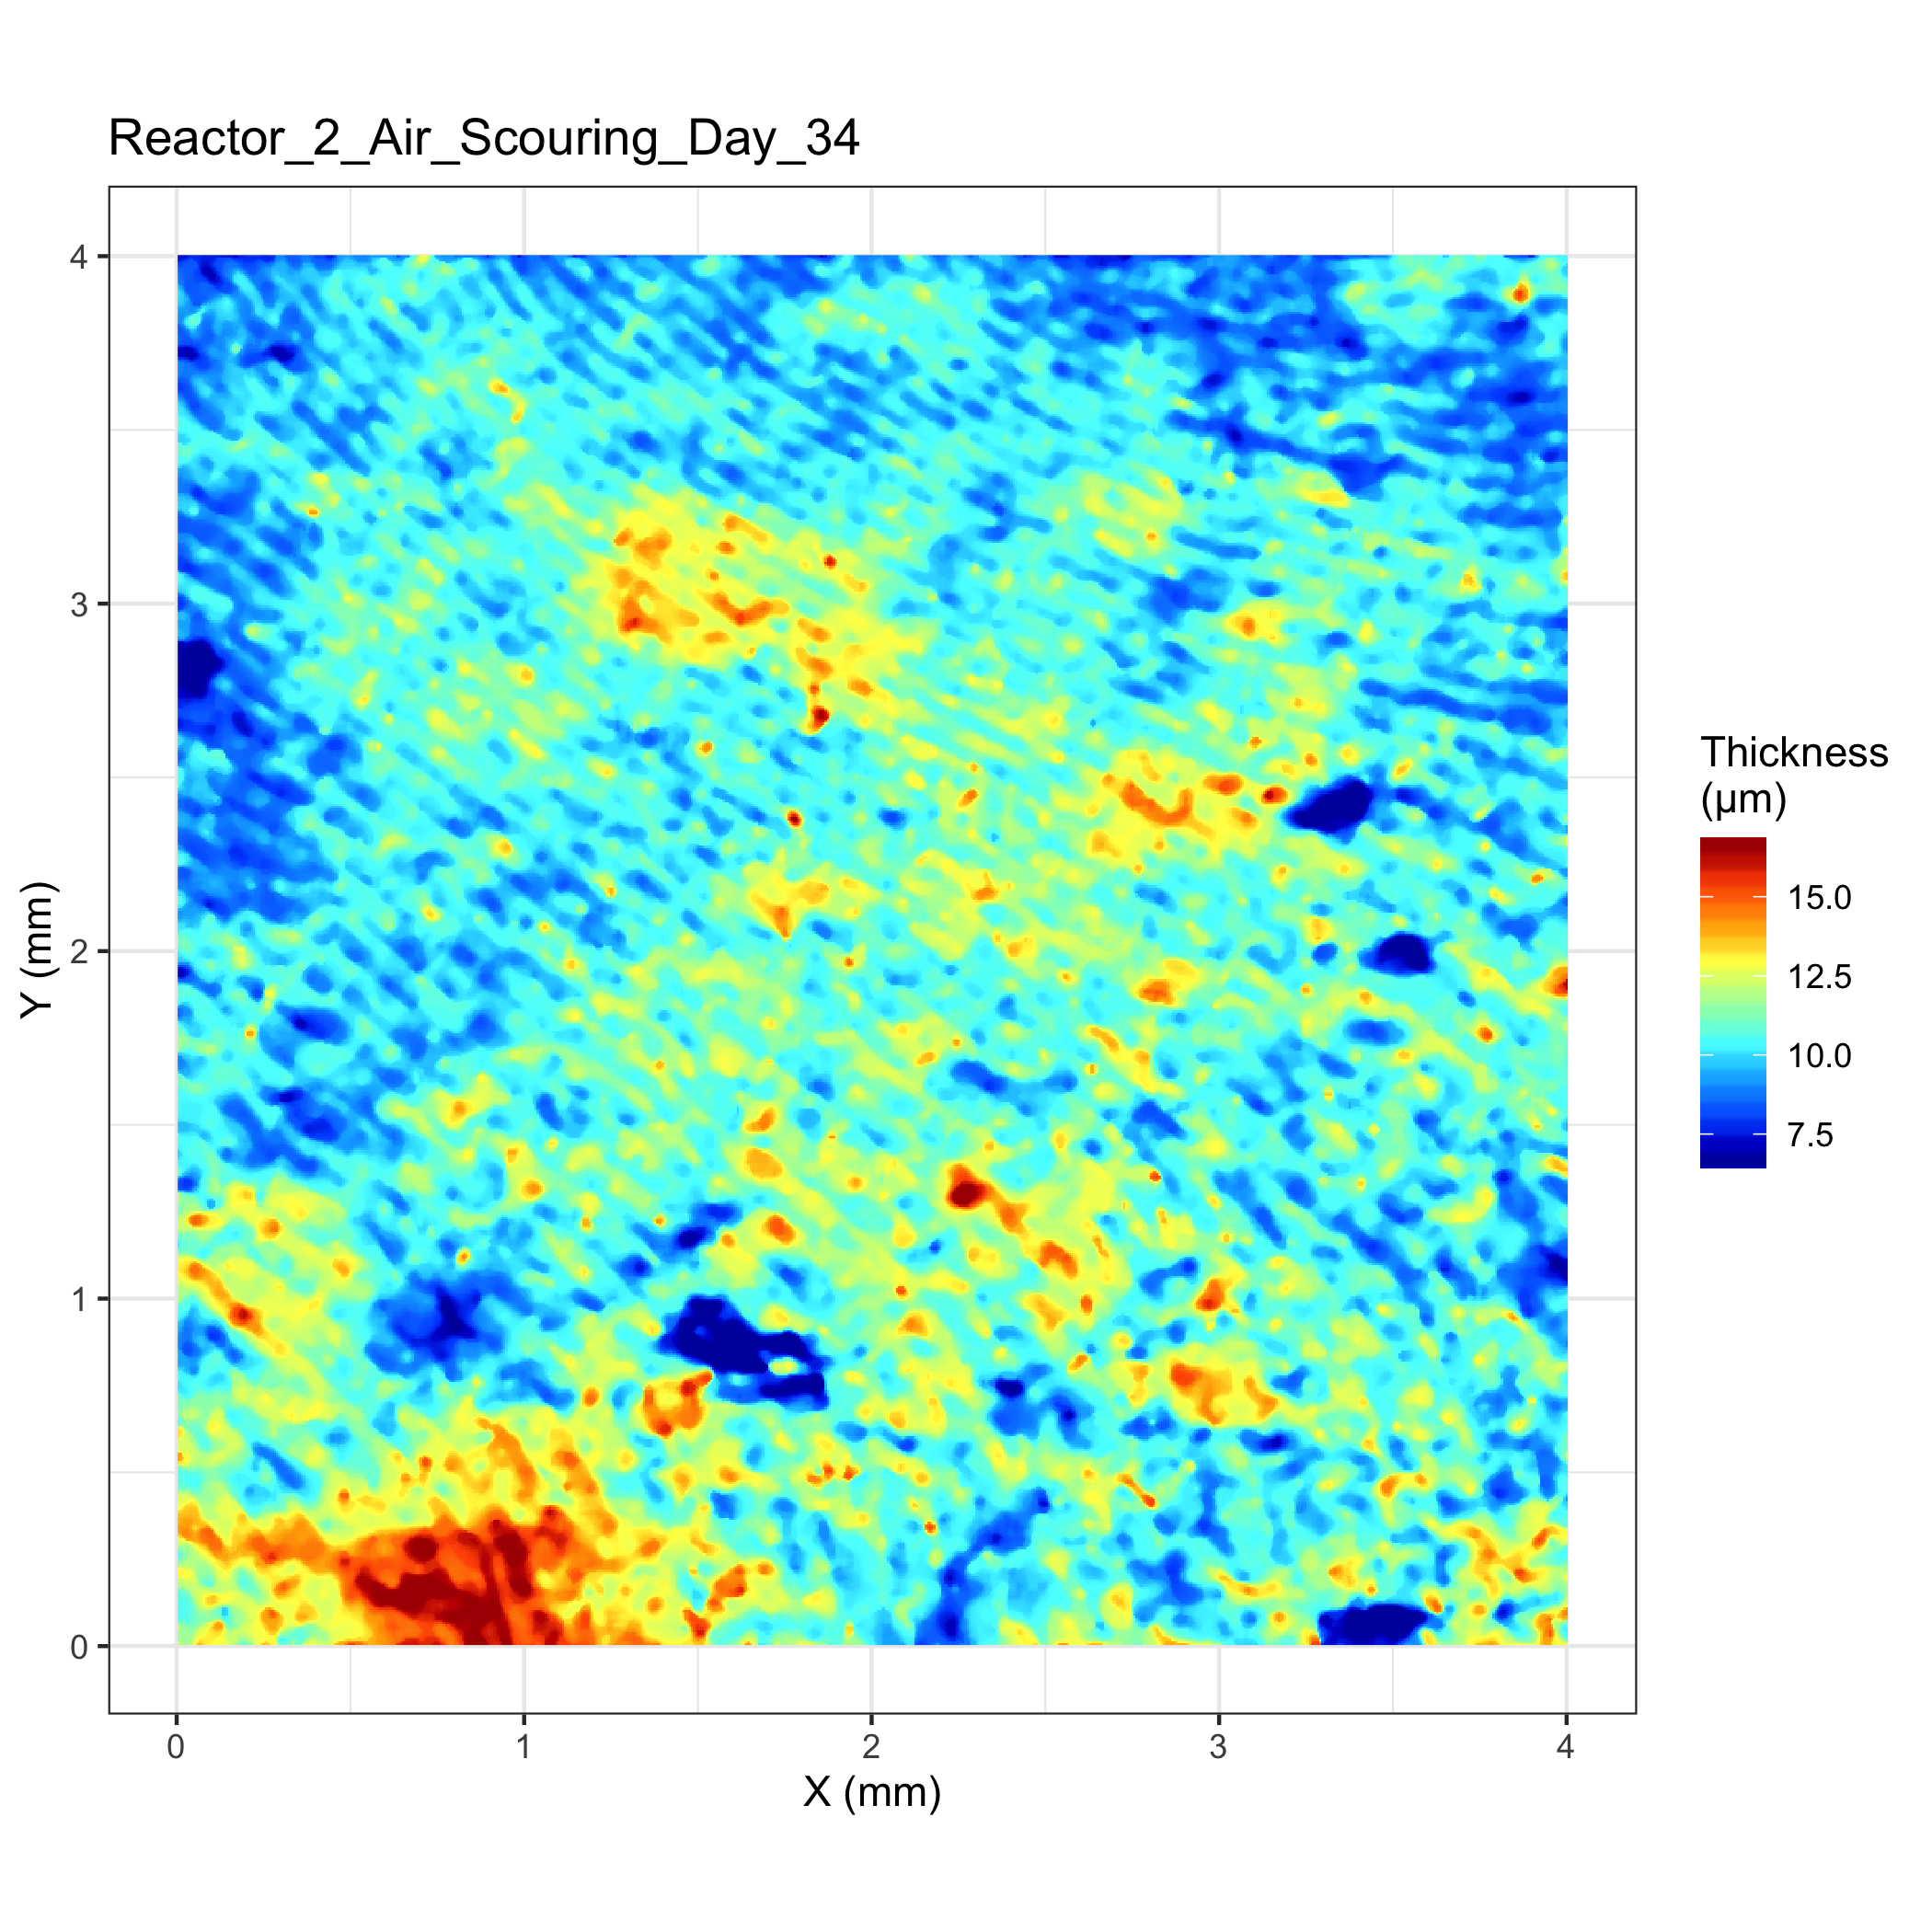 Reactor_2_Air_Scouring_Day_34
4
3
2
1
0
Y (mm)
0 1 2 3 4
X (mm)
Thickness
(μm)
15.0
12.5
10.0
7.5